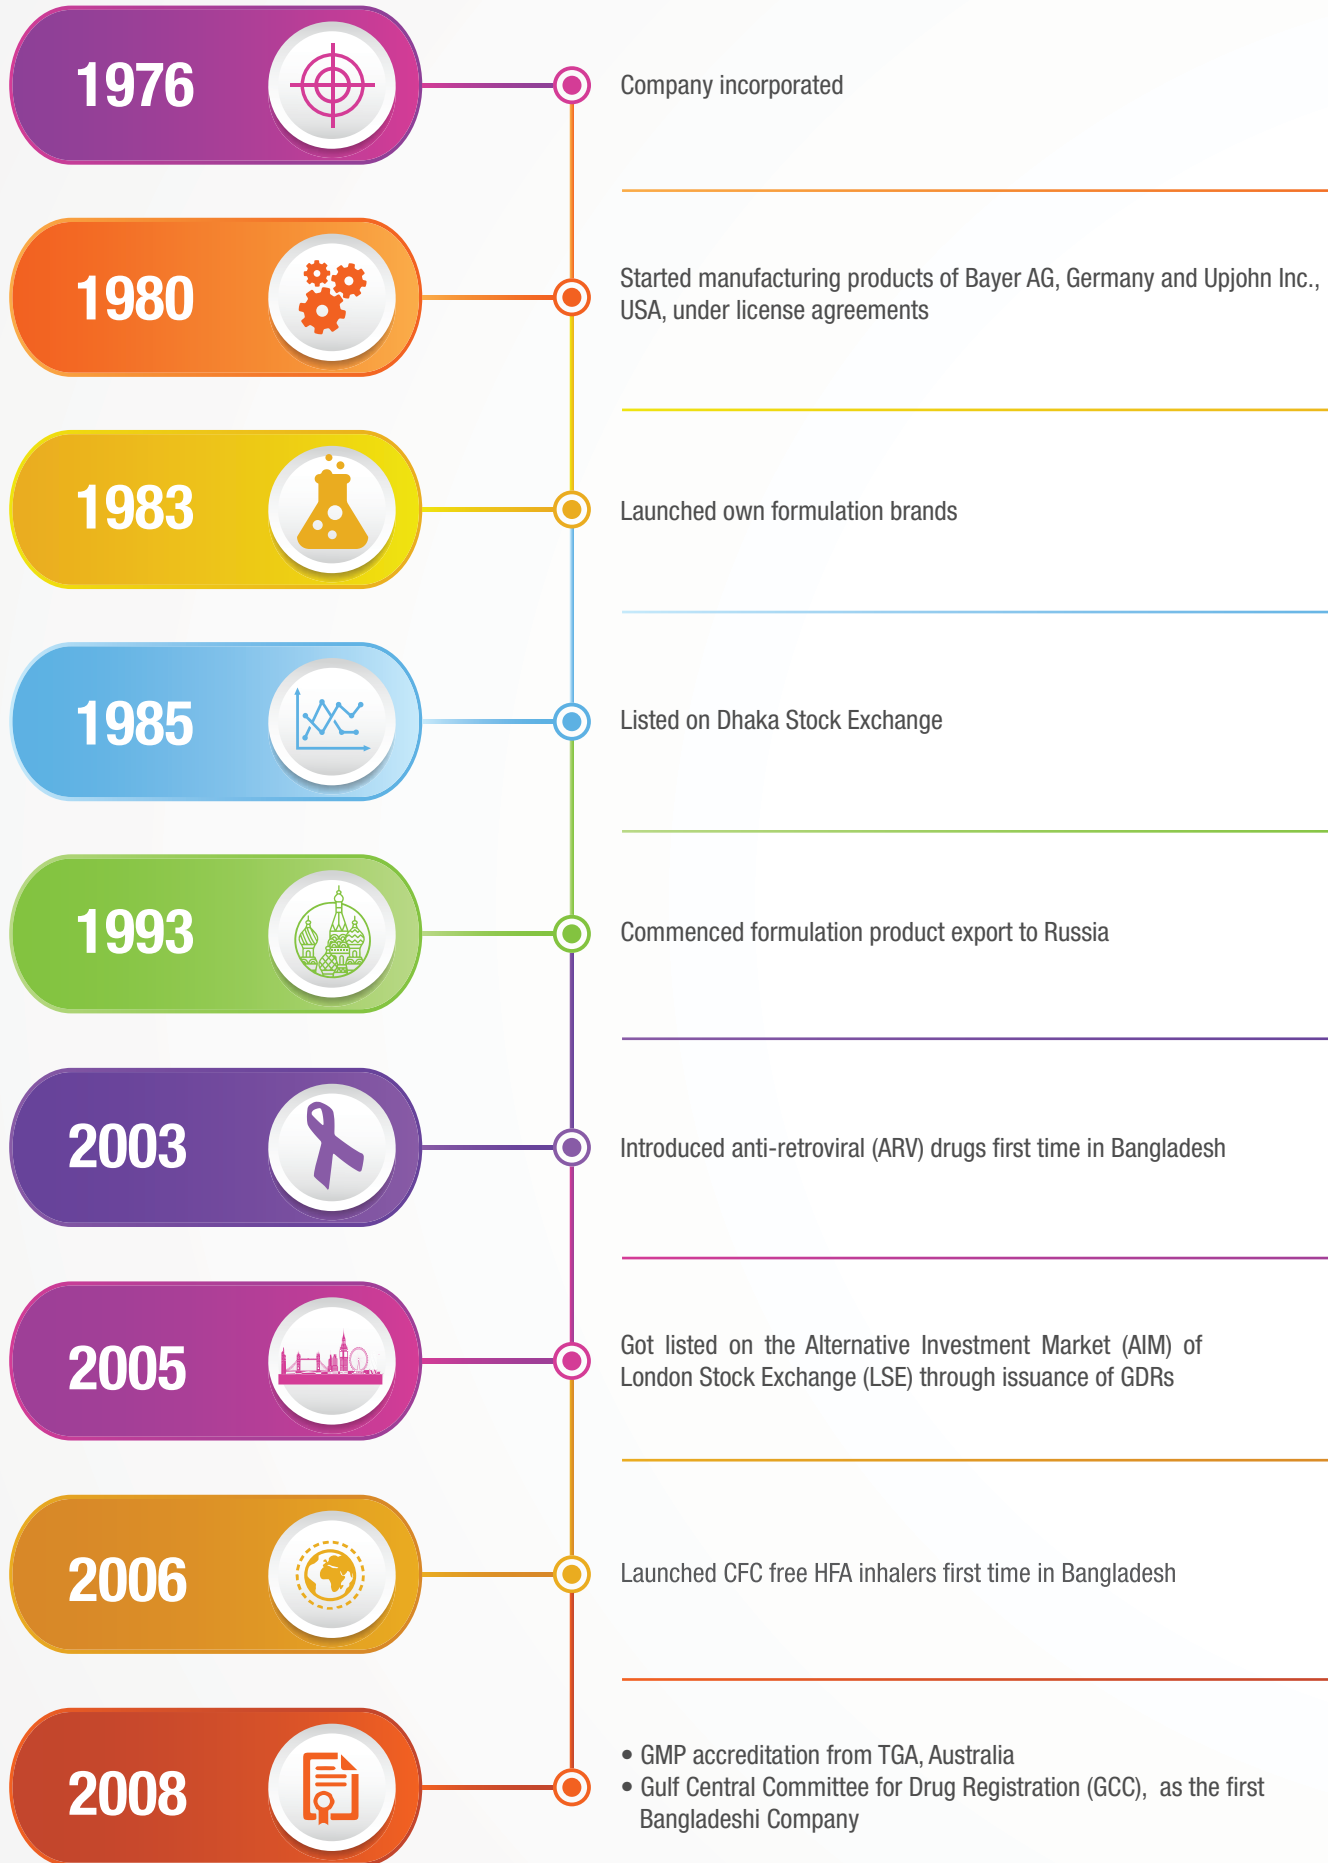 1976
Company incorporated
1980
Started manufacturing products of Bayer AG, Germany and Upjohn Inc.,
USA, under license agreements
1983
Launched own formulation brands
1985
Listed on Dhaka Stock Exchange
1993
Commenced formulation product export to Russia
2003
Introduced anti-retroviral (ARV) drugs first time in Bangladesh
2005
Got listed on the Alternative Investment Market (AIM) of
London Stock Exchange (LSE) through issuance of GDRs
2006
Launched CFC free HFA inhalers first time in Bangladesh
2008
• GMP accreditation from TGA, Australia
• Gulf Central Committee for Drug Registration (GCC), as the first
Bangladeshi Company